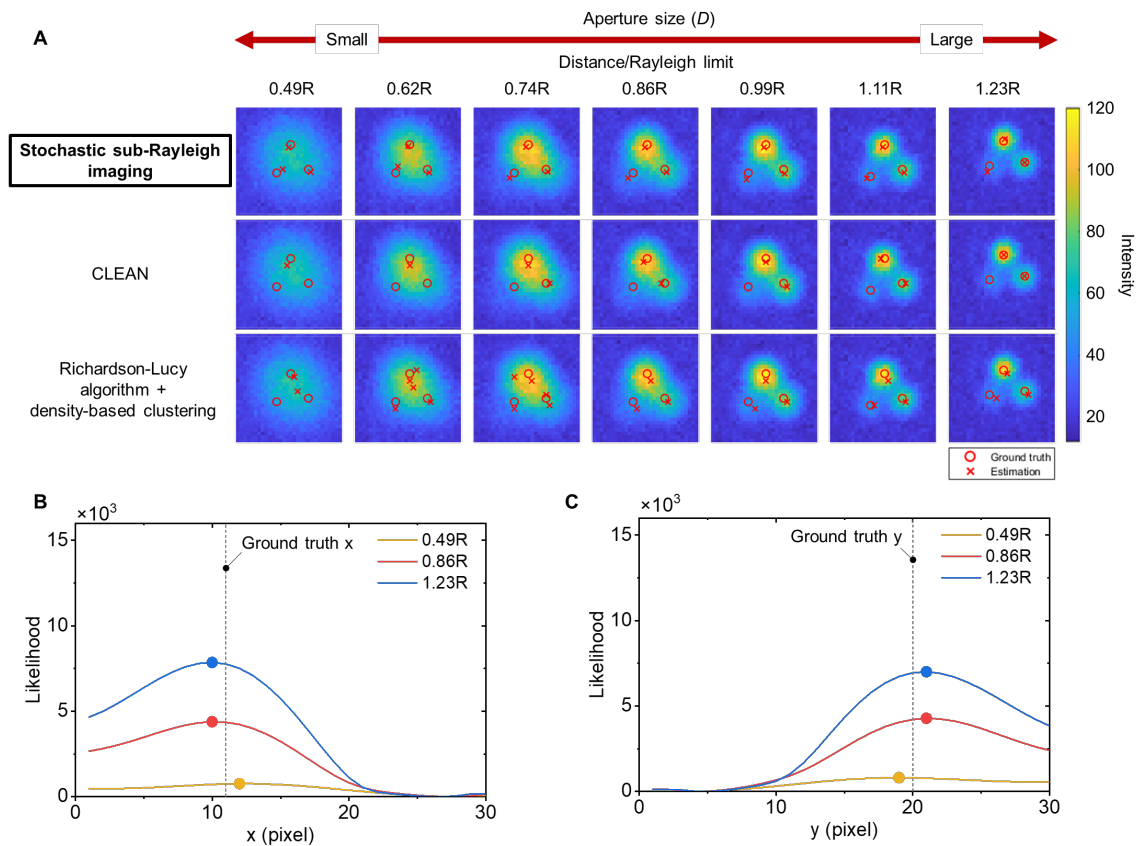 A
Aperture size (D)
Small
Large
Distance/Rayleigh limit
0.49R 0.62R 0.74R 0.86R 0.99R 1.11R 1.23R
Stochastic sub-Rayleigh
imaging
CLEAN
Richardson-Lucy
algorithm +
density-based clustering
120
100
80
60
40
20
Intensity
Ground truth
Estimation
B
×10³
15
10
5
0
0 10 20 30
Likelihood
x (pixel)
Ground truth x
0.49R
0.86R
1.23R
C
×10³
15
10
5
0
0 10 20 30
Likelihood
y (pixel)
Ground truth y
0.49R
0.86R
1.23R